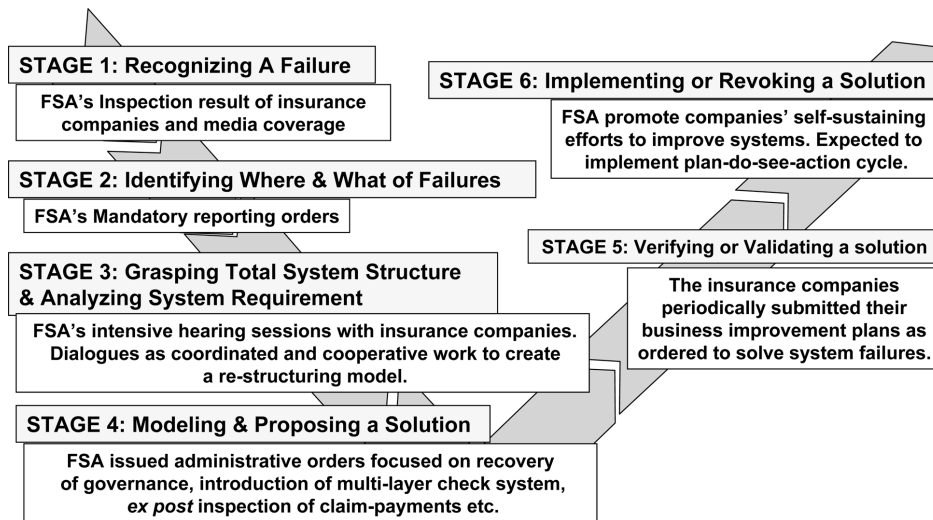 STAGE 1: Recognizing A Failure
FSA's Inspection result of insurance
companies and media coverage
STAGE 2: Identifying Where & What of Failures
FSA's Mandatory reporting orders
STAGE 3: Grasping Total System Structure
& Analyzing System Requirement
FSA's intensive hearing sessions with insurance companies.
Dialogues as coordinated and cooperative work to create
a re-structuring model.
STAGE 4: Modeling & Proposing a Solution
FSA issued administrative orders focused on recovery
of governance, introduction of multi-layer check system,
ex post inspection of claim-payments etc.
STAGE 5: Verifying or Validating a solution
The insurance companies
periodically submitted their
business improvement plans as
ordered to solve system failures.
STAGE 6: Implementing or Revoking a Solution
FSA promote companies' self-sustaining
efforts to improve systems. Expected to
implement plan-do-see-action cycle.